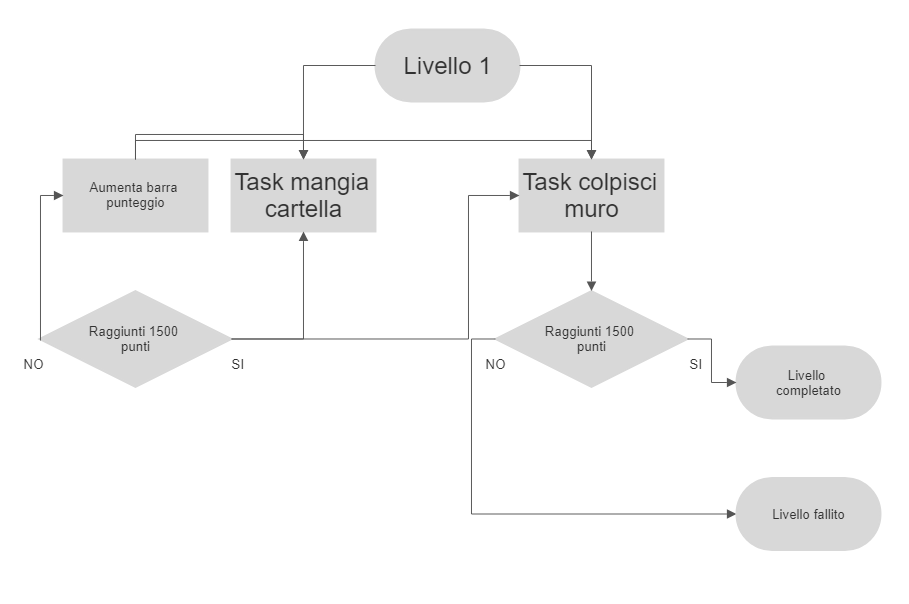 Livello 1
Aumenta barra
punteggio
Task mangia
cartella
Task colpisci
muro
Raggiunti 1500
punti
NO
SI
Raggiunti 1500
punti
NO
SI
Livello
completato
Livello fallito